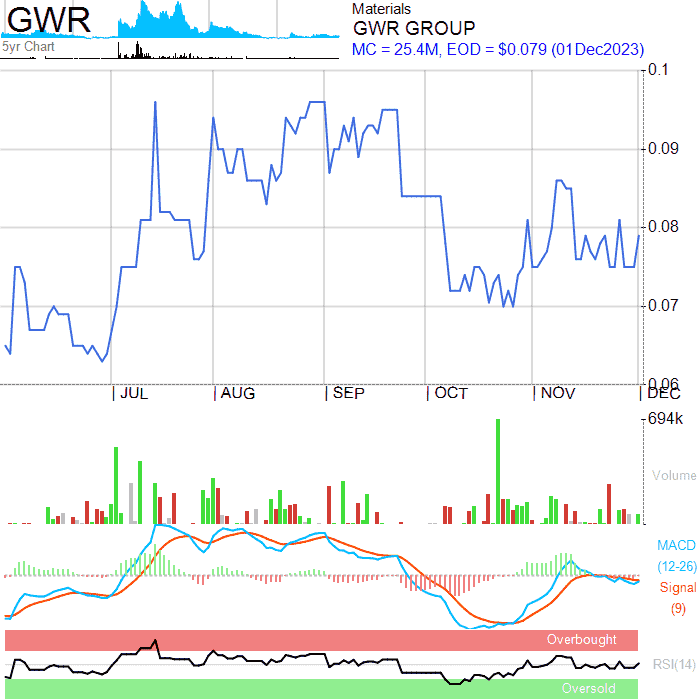 GWR
5yr Chart
Materials
GWR GROUP
MC = 25.4M, EOD = $0.079 (01Dec2023)
0.1
0.09
0.08
0.07
0.06
JUL
AUG
SEP
OCT
NOV
DEC
694k
Volume
MACD
(12-26)
Signal
(9)
Overbought
RSI(14)
Oversold